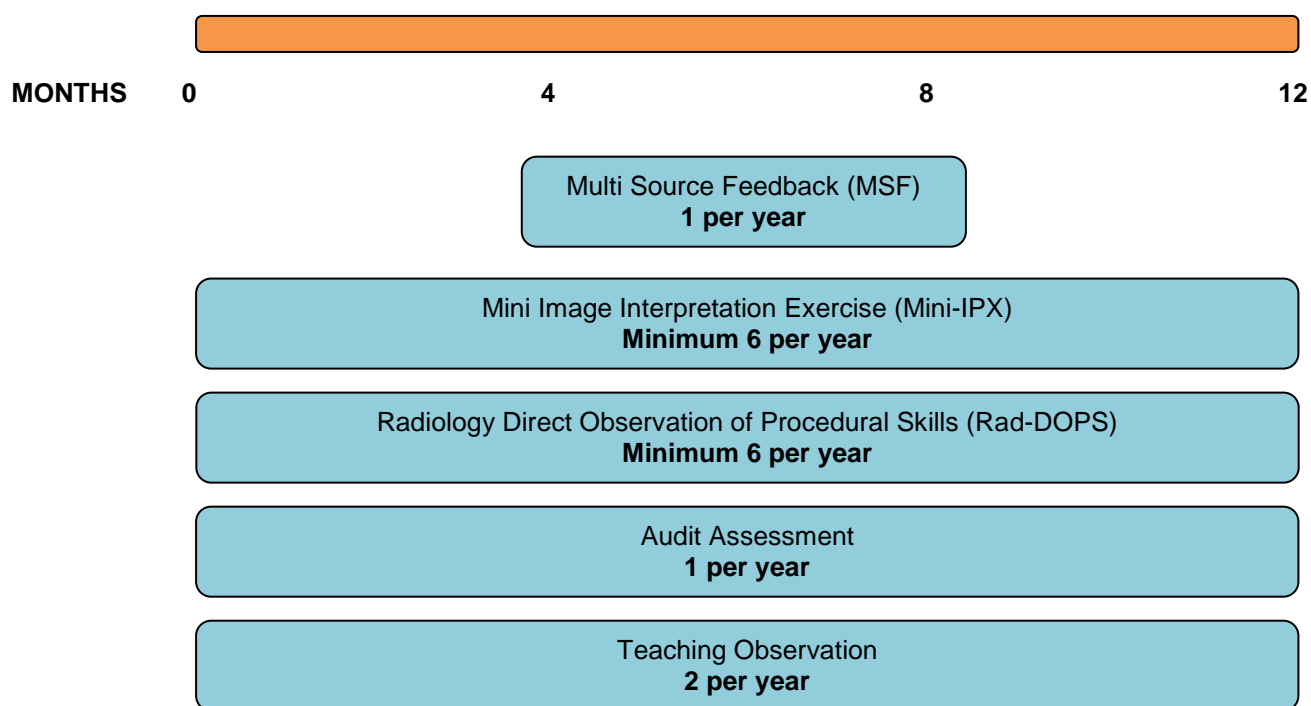 MONTHS 0 4 8 12
Multi Source Feedback (MSF)
1 per year
Mini Image Interpretation Exercise (Mini-IPX)
Minimum 6 per year
Radiology Direct Observation of Procedural Skills (Rad-DOPS)
Minimum 6 per year
Audit Assessment
1 per year
Teaching Observation
2 per year